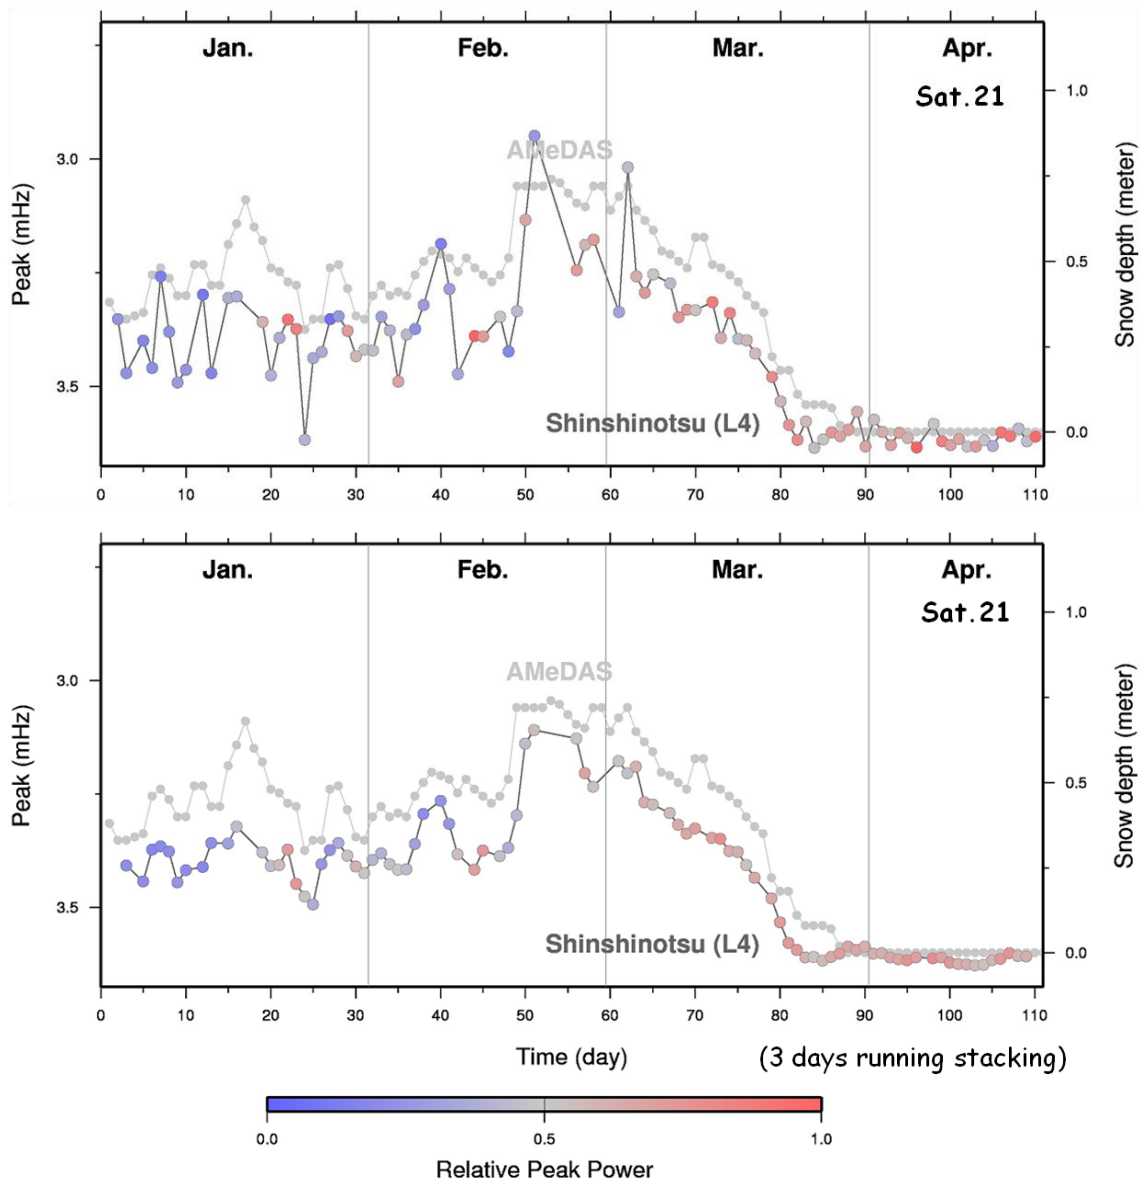 Jan. Feb. Mar. Apr.
Sat.21
1.0
AMeDAS
3.0
Peak (mHz)
Snow depth (meter)
0.5
3.5
Shinshinotsu (L4)
0.0
0 10 20 30 40 50 60 70 80 90 100 110
Jan. Feb. Mar. Apr.
Sat.21
1.0
AMeDAS
3.0
Peak (mHz)
Snow depth (meter)
0.5
3.5
Shinshinotsu (L4)
0.0
0 10 20 30 40 50 60 70 80 90 100 110
Time (day) (3 days running stacking)
0.0 0.5 1.0
Relative Peak Power